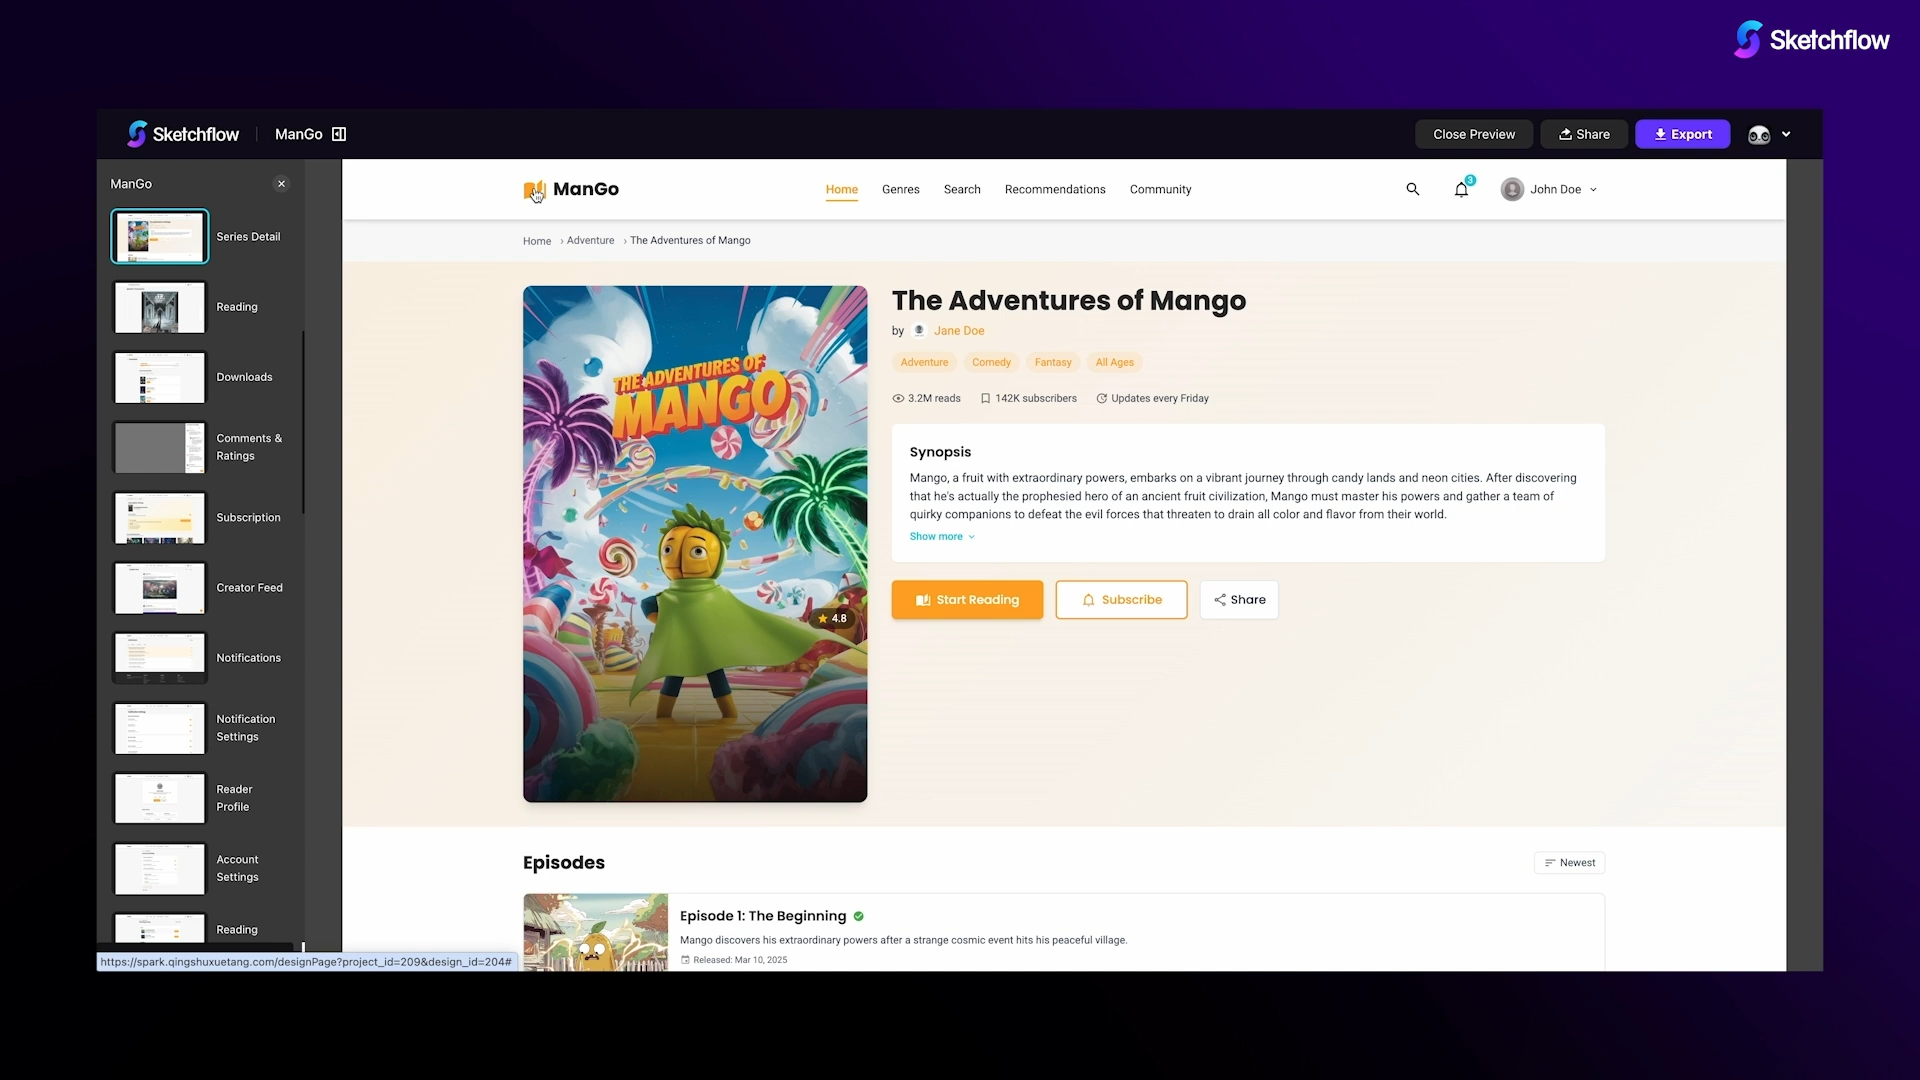 Sketchflow
Sketchflow
ManGo
Close Preview
Share
Export
ManGo
Series Detail
Reading
Downloads
Comments &
Ratings
Subscription
Creator Feed
Notifications
Notification
Settings
Reader
Profile
Account
Settings
Reading
https://spark.qingshuxuetang.com/designPage?project_id=209&design_id=204#
ManGo
Home
Genres
Search
Recommendations
Community
3
John Doe
Home › Adventure › The Adventures of Mango
THE ADVENTURES OF
MANGO
4.8
The Adventures of Mango
by Jane Doe
Adventure
Comedy
Fantasy
All Ages
3.2M reads
142K subscribers
Updates every Friday
Synopsis
Mango, a fruit with extraordinary powers, embarks on a vibrant journey through candy lands and neon cities. After discovering
that he's actually the prophesied hero of an ancient fruit civilization, Mango must master his powers and gather a team of
quirky companions to defeat the evil forces that threaten to drain all color and flavor from their world.
Show more
Start Reading
Subscribe
Share
Episodes
Newest
Episode 1: The Beginning
Mango discovers his extraordinary powers after a strange cosmic event hits his peaceful village.
Released: Mar 10, 2025